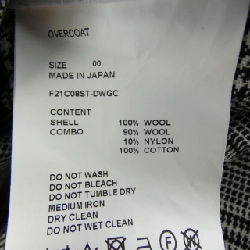 OVERCOAT
SIZE 00
MADE IN JAPAN
F21C09ST-DWGC
CONTENT
SHELL 100% WOOL
COMBO 90% WOOL
10% NYLON
100% COTTON
DO NOT WASH
DO NOT BLEACH
DO NOT TUMBLE DRY
MEDIUM IRON
DRY CLEAN
DO NOT WET CLEAN